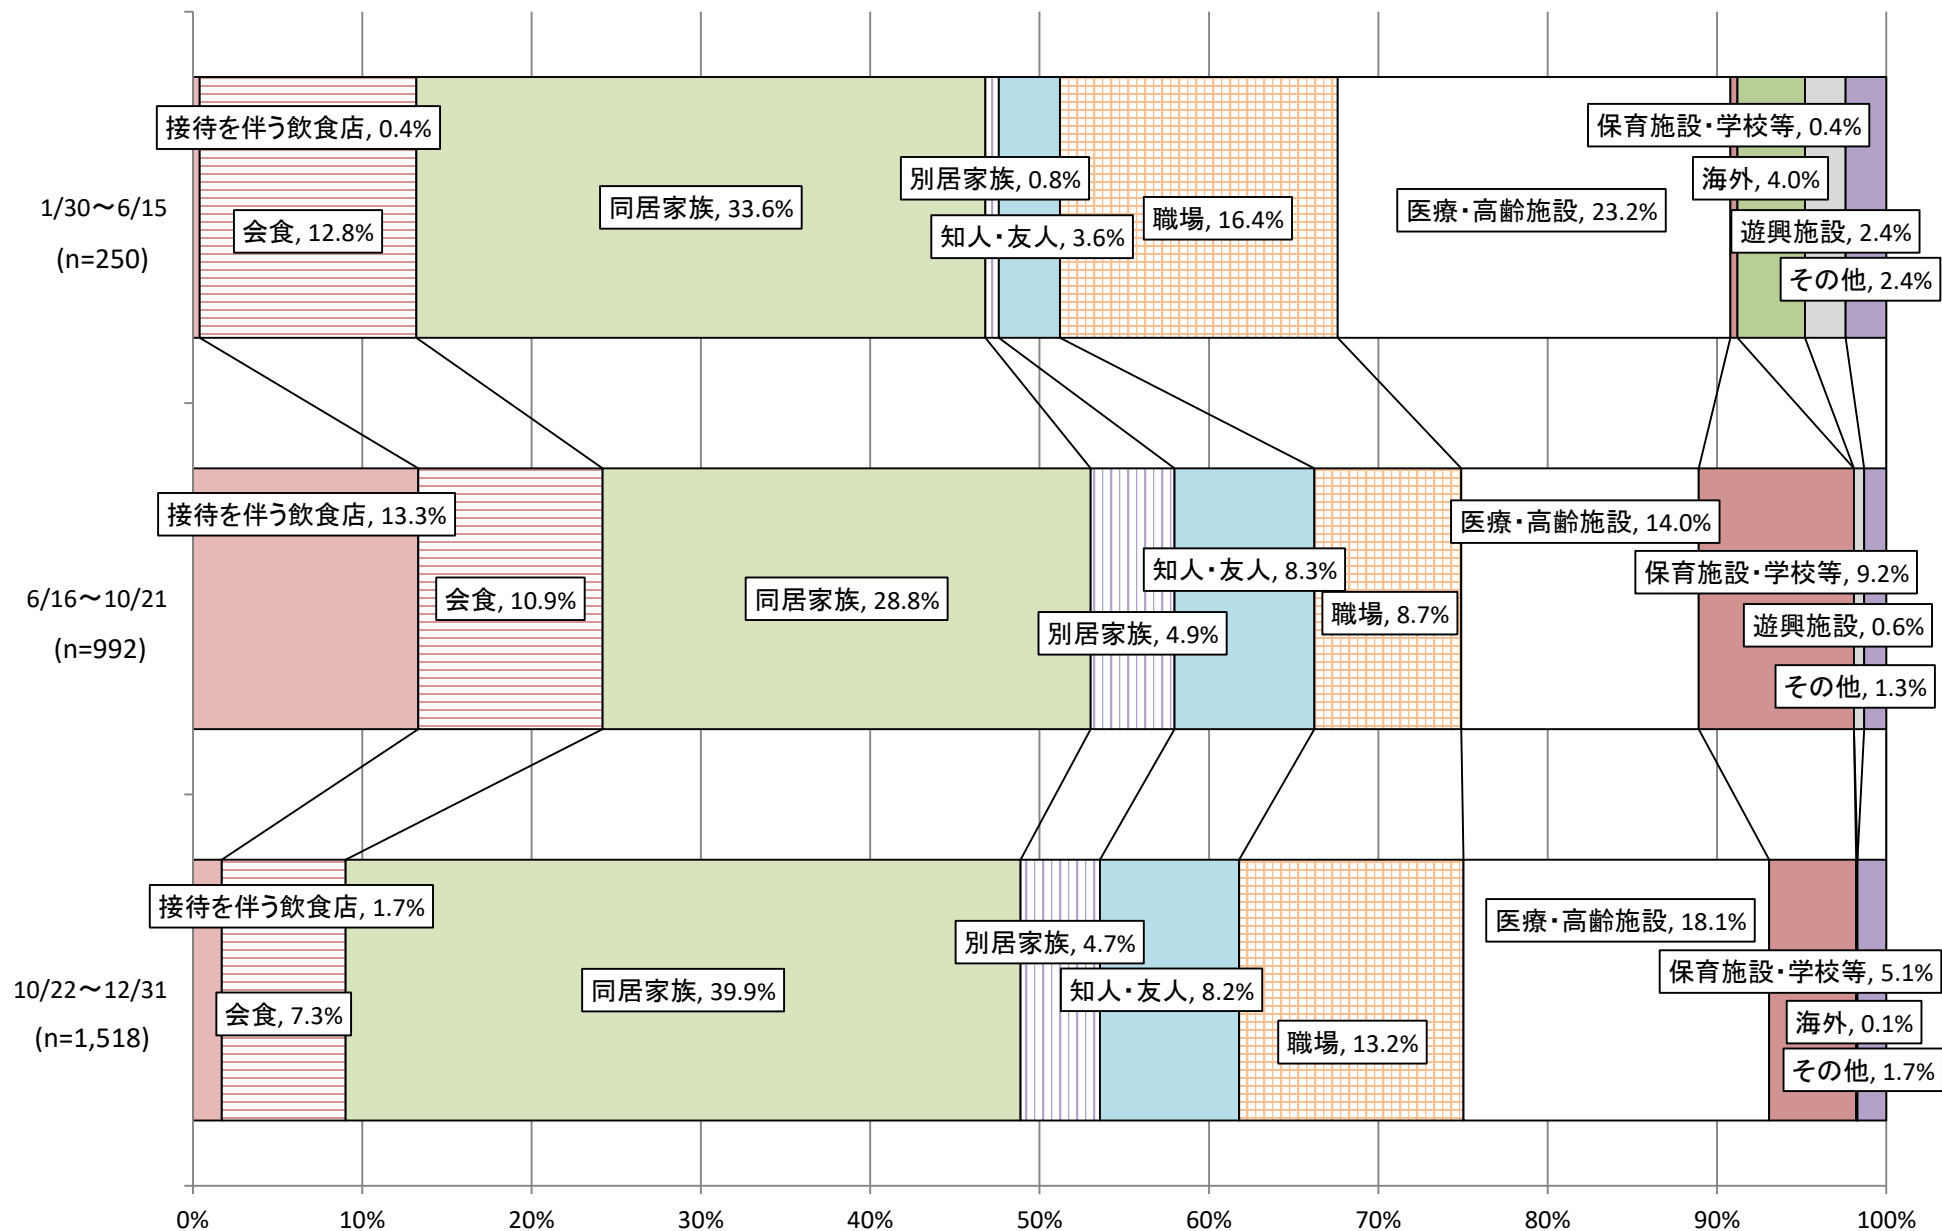 接待を伴う飲食店, 0.4%
会食, 12.8%
同居家族, 33.6%
別居家族, 0.8%
知人・友人, 3.6%
職場, 16.4%
医療・高齢施設, 23.2%
保育施設・学校等, 0.4%
海外, 4.0%
遊興施設, 2.4%
その他, 2.4%
1/30～6/15
(n=250)
接待を伴う飲食店, 13.3%
会食, 10.9%
同居家族, 28.8%
別居家族, 4.9%
知人・友人, 8.3%
職場, 8.7%
医療・高齢施設, 14.0%
保育施設・学校等, 9.2%
遊興施設, 0.6%
その他, 1.3%
6/16～10/21
(n=992)
接待を伴う飲食店, 1.7%
会食, 7.3%
同居家族, 39.9%
別居家族, 4.7%
知人・友人, 8.2%
職場, 13.2%
医療・高齢施設, 18.1%
保育施設・学校等, 5.1%
海外, 0.1%
その他, 1.7%
10/22～12/31
(n=1,518)
0% 10% 20% 30% 40% 50% 60% 70% 80% 90% 100%